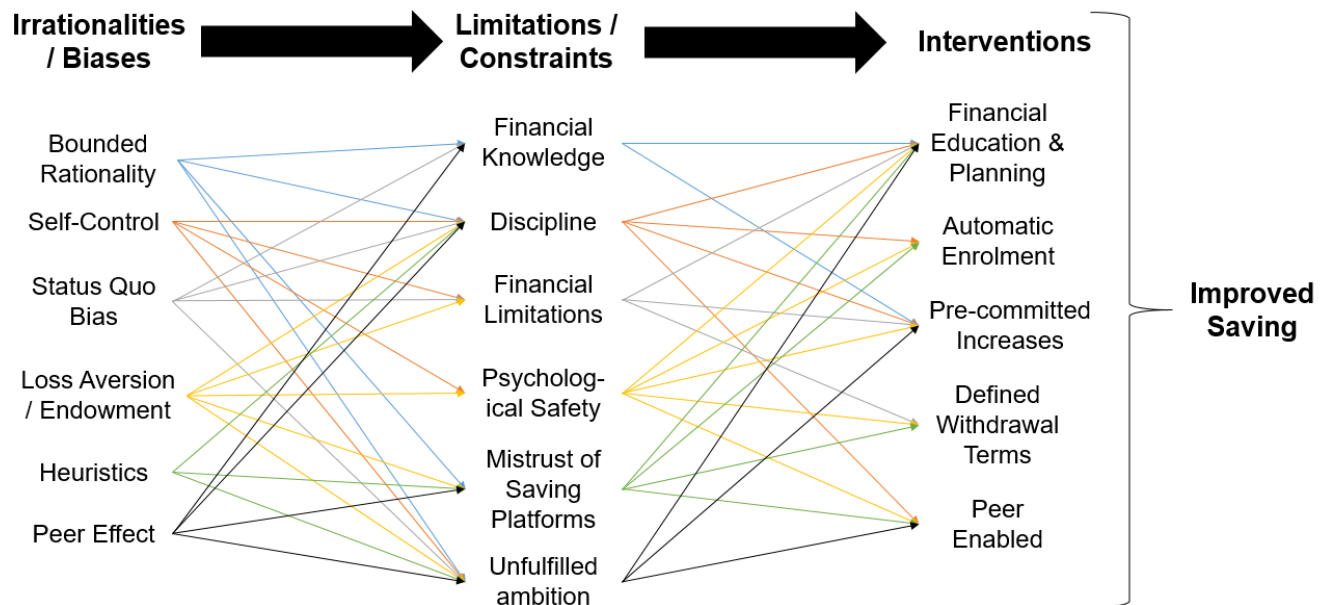 Irrationalities
/ Biases
Limitations /
Constraints
Interventions
Bounded
Rationality
Self-Control
Status Quo
Bias
Loss Aversion
/ Endowment
Heuristics
Peer Effect
Financial
Knowledge
Discipline
Financial
Limitations
Psycholog-
ical Safety
Mistrust of
Saving
Platforms
Unfulfilled
ambition
Financial
Education &
Planning
Automatic
Enrolment
Pre-committed
Increases
Defined
Withdrawal
Terms
Peer
Enabled
Improved
Saving